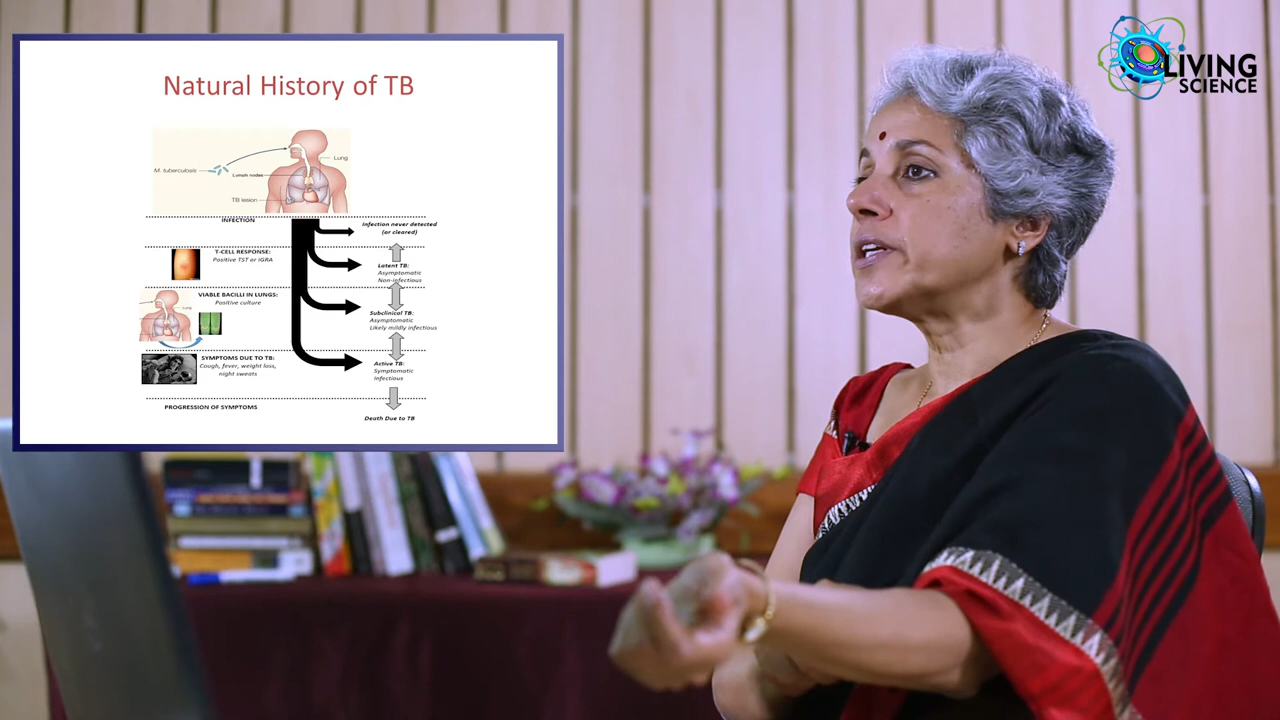 LIVING
SCIENCE
Natural History of TB
Lung
M. tuberculosis
Lymph nodes
TB lesion
INFECTION
Infection never detected
(or cleared)
T-CELL RESPONSE:
Positive TST or IGRA
Latent TB:
Asymptomatic
Non-infectious
VIABLE BACILLI IN LUNGS:
Positive culture
Lung
Subclinical TB:
Asymptomatic
Likely mildly infectious
SYMPTOMS DUE TO TB:
Cough, fever, weight loss,
night sweats
Active TB:
Symptomatic
Infectious
PROGRESSION OF SYMPTOMS
Death Due to TB